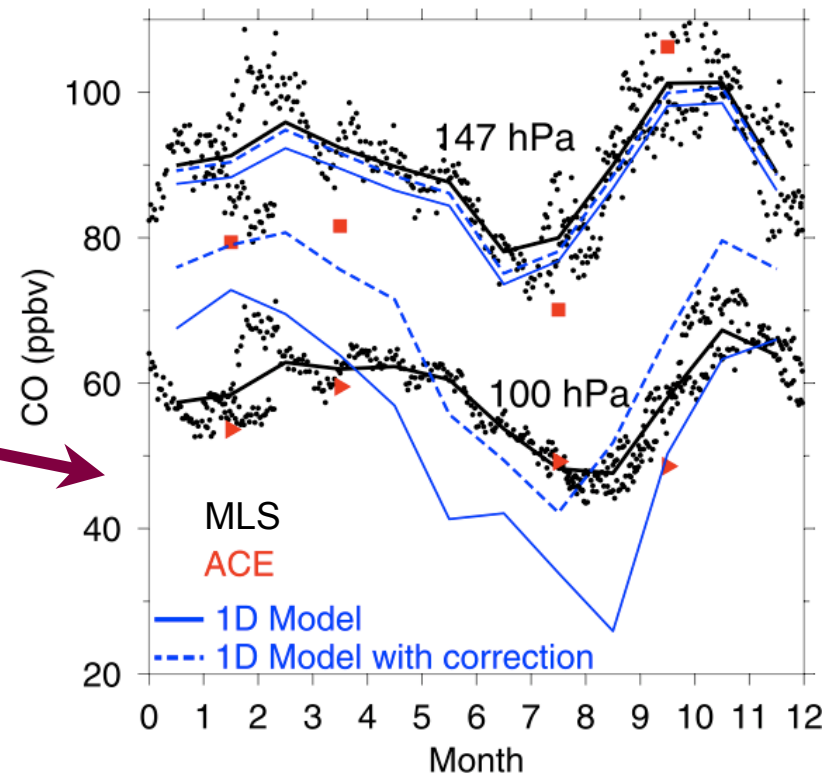 100
80
60
40
20
CO (ppbv)
147 hPa
100 hPa
MLS
ACE
1D Model
1D Model with correction
0 1 2 3 4 5 6 7 8 9 10 11 12
Month